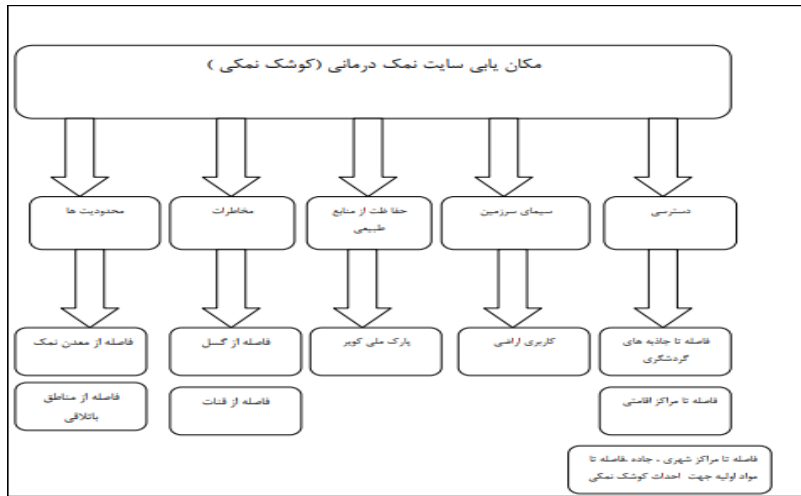 مکان یابی سایت نمک درمانی (کوشک نمکی )
دسترسی
سیمای سرزمین
حفا ظت از منابع
طبیعی
مخاطرات
محدودیت ها
فاصله تا جاذبه های
گردشگری
کاربری اراضی
پارک ملی کویر
فاصله از گسل
فاصله از معدن نمک
فاصله تا مراکز اقامتی
فاصله از قنات
فاصله از مناطق
باتلاقی
فاصله تا مراکز شهری ، جاده ،فاصله تا
مواد اولیه جهت احداث کوشک نمکی